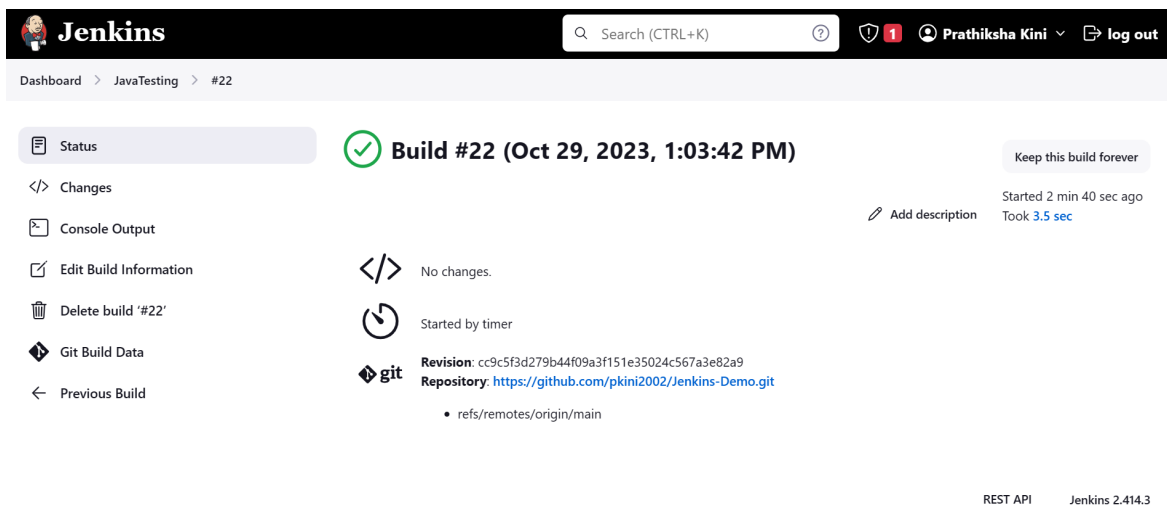 Jenkins
Search (CTRL+K)
?
1
Prathiksha Kini
log out
Dashboard > JavaTesting > #22
Status
Changes
Console Output
Edit Build Information
Delete build ‘#22’
Git Build Data
Previous Build
Build #22 (Oct 29, 2023, 1:03:42 PM)
Keep this build forever
Started 2 min 40 sec ago
Add description
Took 3.5 sec
No changes.
Started by timer
git
Revision: cc9c5f3d279b44f09a3f151e35024c567a3e82a9
Repository: https://github.com/pkini2002/Jenkins-Demo.git
• refs/remotes/origin/main
REST API
Jenkins 2.414.3